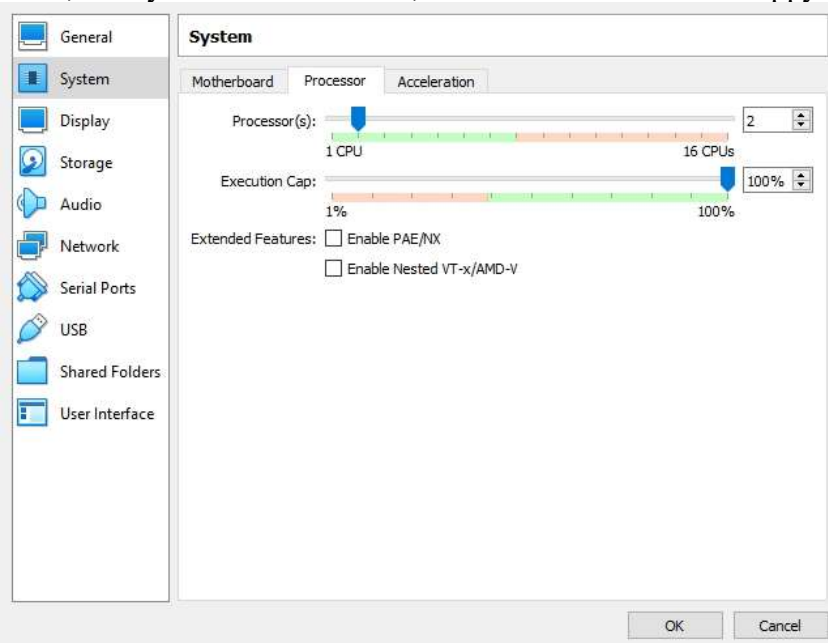 General
System
Display
Storage
Audio
Network
Serial Ports
USB
Shared Folders
User Interface
System
Motherboard Processor Acceleration
Processor(s): 2
1 CPU 16 CPUs
Execution Cap: 100%
1% 100%
Extended Features: Enable PAE/NX
Enable Nested VT-x/AMD-V
OK Cancel